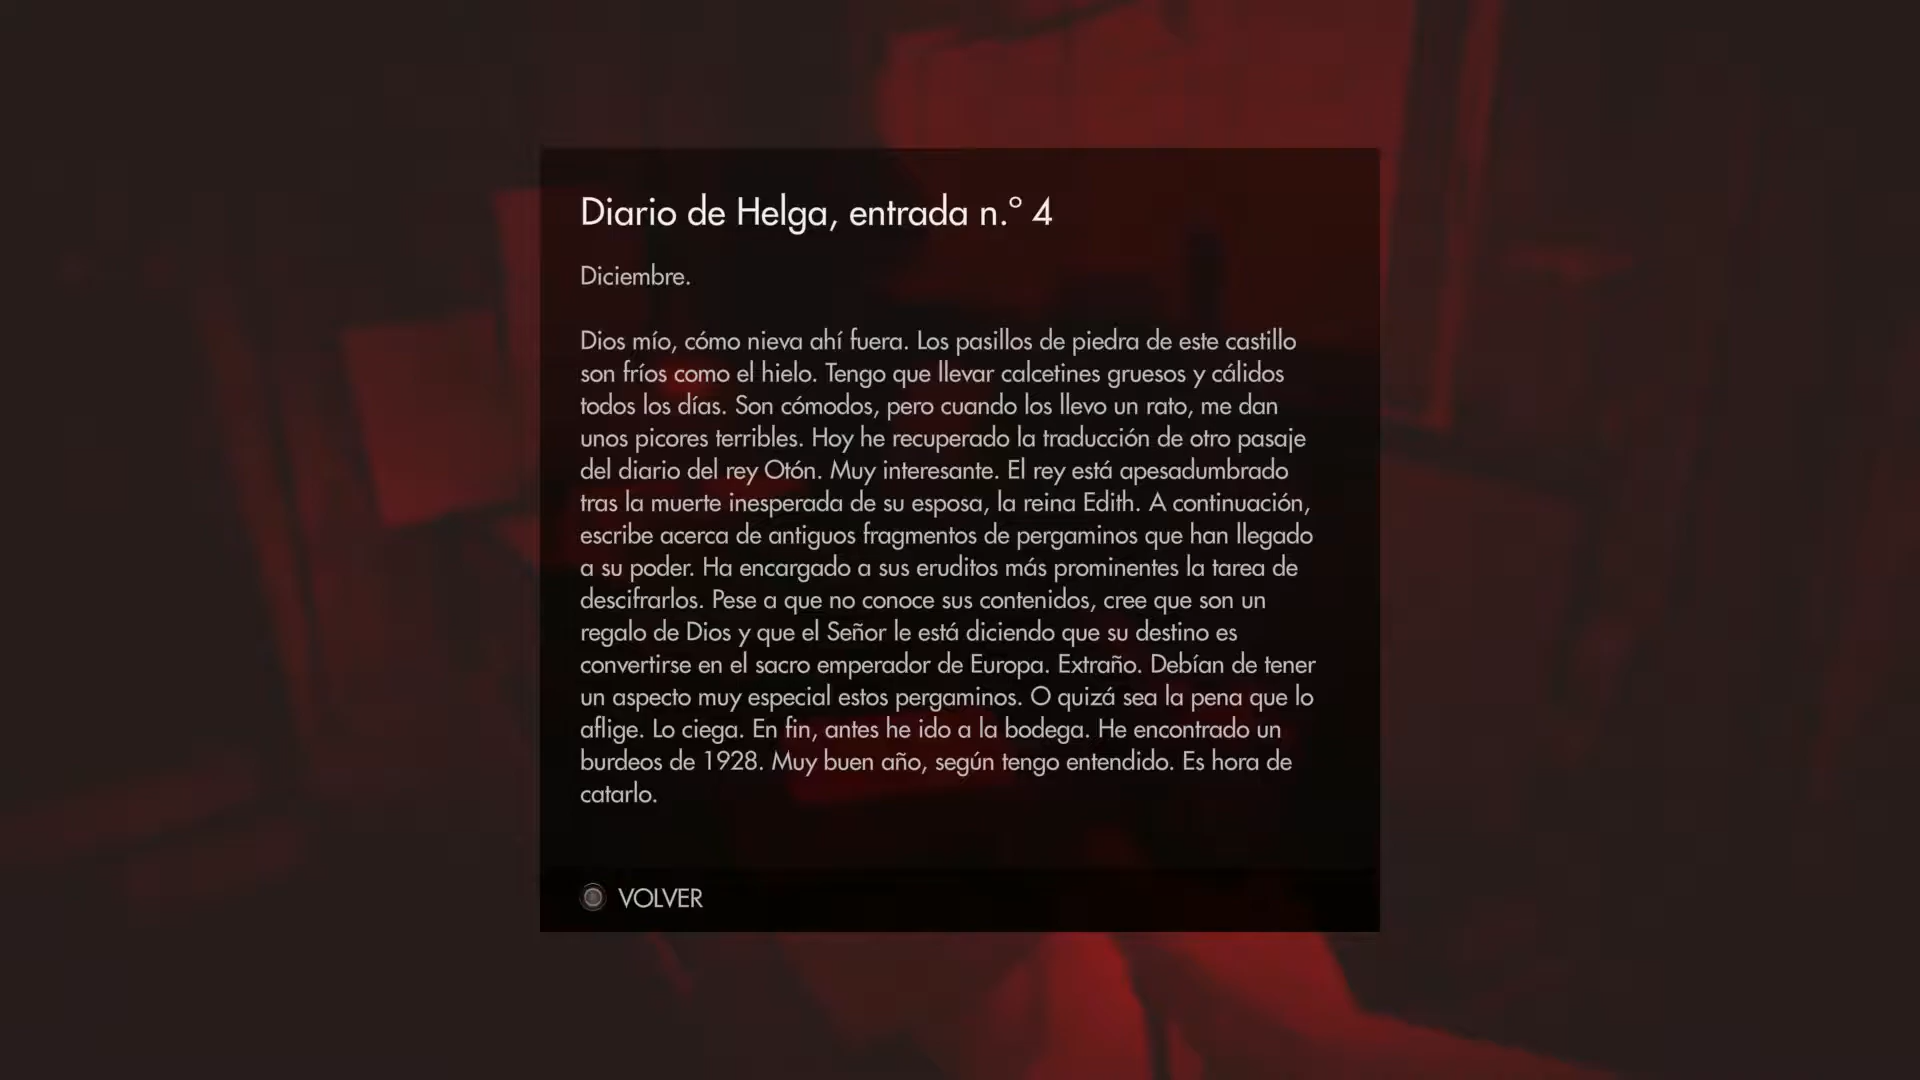 Diario de Helga, entrada n.º 4
Diciembre.
Dios mío, cómo nieva ahí fuera. Los pasillos de piedra de este castillo
son fríos como el hielo. Tengo que llevar calcetines gruesos y cálidos
todos los días. Son cómodos, pero cuando los llevo un rato, me dan
unos picores terribles. Hoy he recuperado la traducción de otro pasaje
del diario del rey Otón. Muy interesante. El rey está apesadumbrado
tras la muerte inesperada de su esposa, la reina Edith. A continuación,
escribe acerca de antiguos fragmentos de pergaminos que han llegado
a su poder. Ha encargado a sus eruditos más prominentes la tarea de
descifrarlos. Pese a que no conoce sus contenidos, cree que son un
regalo de Dios y que el Señor le está diciendo que su destino es
convertirse en el sacro emperador de Europa. Extraño. Debían de tener
un aspecto muy especial estos pergaminos. O quizá sea la pena que lo
aflige. Lo ciega. En fin, antes he ido a la bodega. He encontrado un
burdeos de 1928. Muy buen año, según tengo entendido. Es hora de
catarlo.
VOLVER